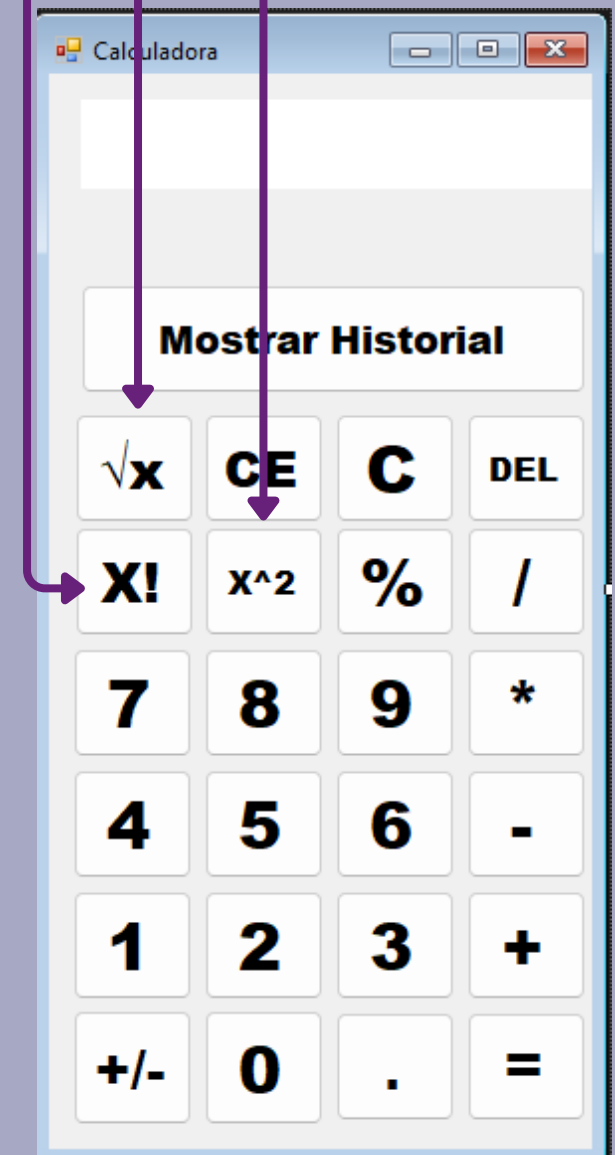 Calculadora
Mostrar Historial
√x CE C DEL
X! X^2 % /
7 8 9 *
4 5 6 -
1 2 3 +
+/- 0 . =